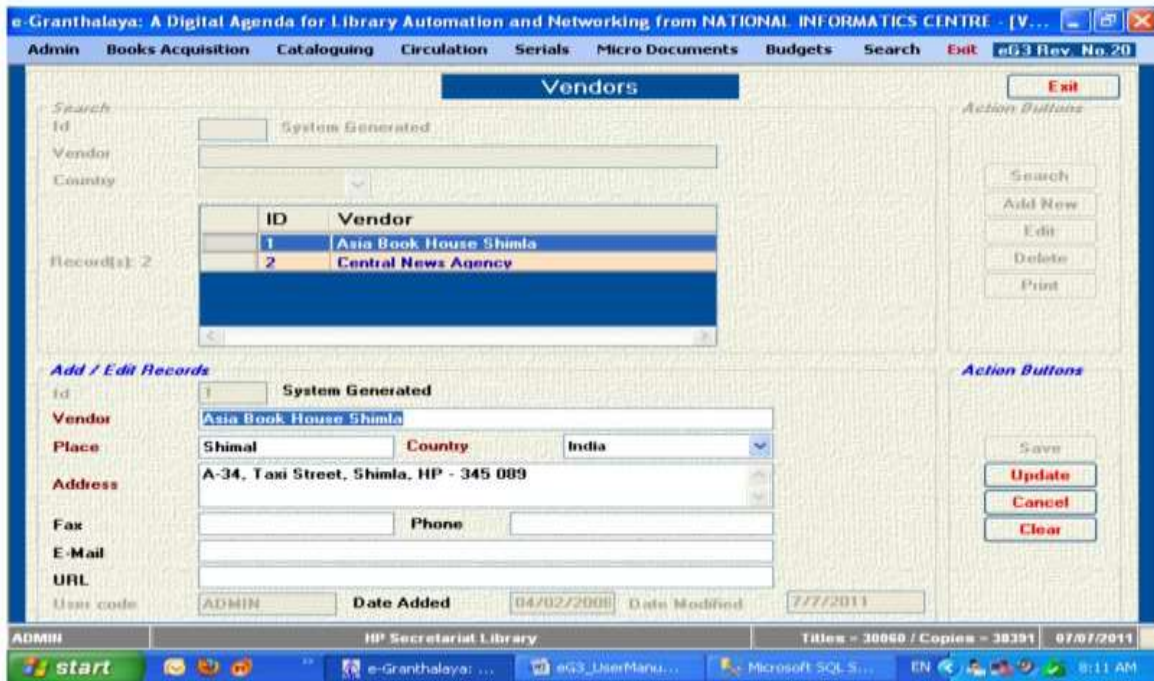 e-Granthalaya: A Digital Agenda for Library Automation and Networking from NATIONAL INFORMATICS CENTRE - [V...
Admin Books Acquisition Cataloguing Circulation Serials Micro Documents Budgets Search Exit eG3 Rev. No.20
Vendors
Exit
Search
Action Buttons
Id System Generated
Vendor
Country
Search
Add New
Edit
Delete
Print
ID Vendor
1 Asia Book House Shimla
2 Central News Agency
Record(s): 2
Add / Edit Records
Action Buttons
Id 1 System Generated
Vendor Asia Book House Shimla
Place Shimal Country India
Address A-34, Taxi Street, Shimla, HP - 345 089
Save
Update
Cancel
Clear
Fax Phone
E-Mail
URL
User code ADMIN Date Added 04/02/2008 Date Modified 7/7/2011
ADMIN HP Secretariat Library Titles = 30060 / Copies = 38391 07/07/2011
start e-Granthalaya: ... eG3_UserManu... Microsoft SQL S... EN 8:11 AM